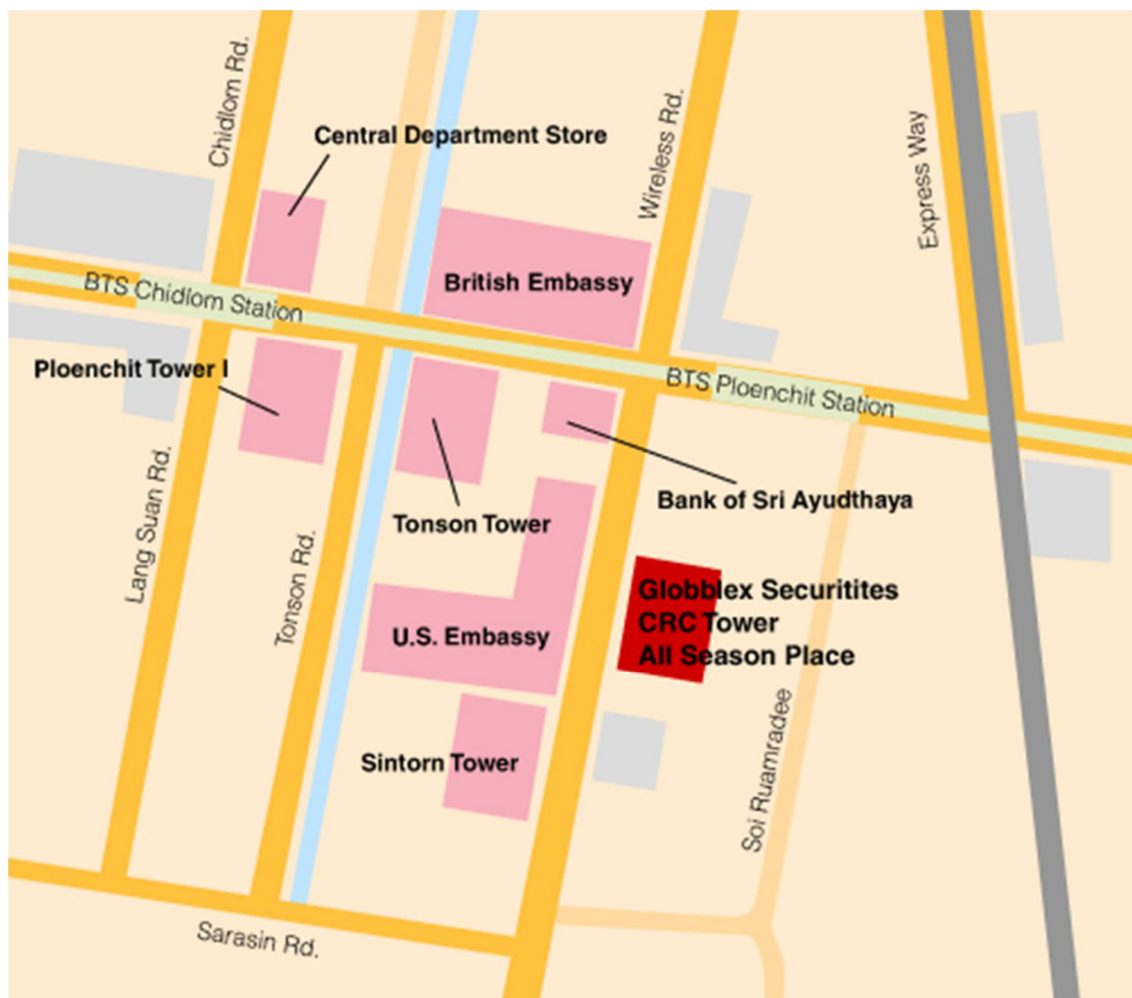 Chidlom Rd.
Central Department Store
Wireless Rd.
Express Way
British Embassy
BTS Chidlom Station
Ploenchit Tower I
BTS Ploenchit Station
Bank of Sri Ayudthaya
Tonson Tower
Lang Suan Rd.
Tonson Rd.
Globblex Securitites
CRC Tower
All Season Place
U.S. Embassy
Sintorn Tower
Soi Ruamradee
Sarasin Rd.